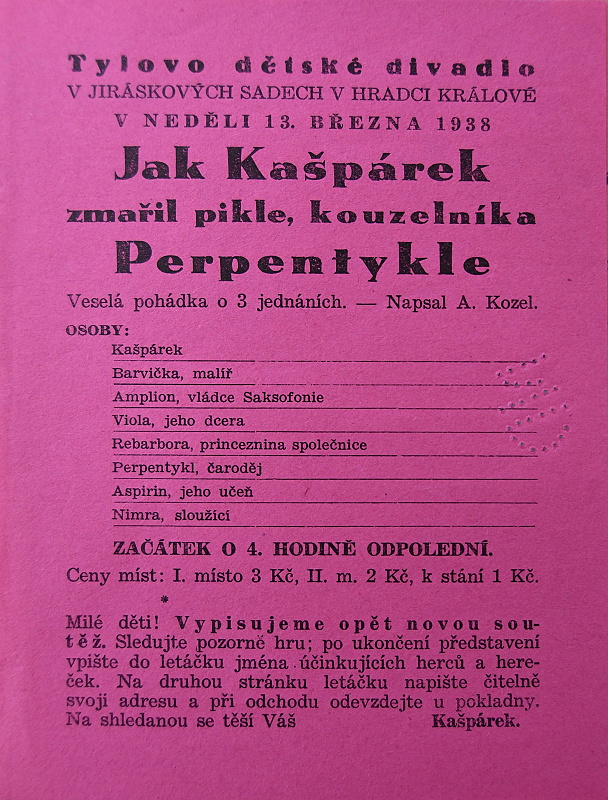 Tylovo dětské divadlo
V JIRÁSKOVÝCH SADECH V HRADCI KRÁLOVÉ
V NEDĚLI 13. BŘEZNA 1938
Jak Kašpárek
zmařil pikle, kouzelníka
Perpentykle
Veselá pohádka o 3 jednáních. — Napsal A. Kozel.
OSOBY:
Kašpárek
Barvička, malíř
Amplion, vládce Saksofonie
Viola, jeho dcera
Rebarbora, princeznina společnice
Perpentykl, čaroděj
Aspirin, jeho učeň
Nimra, sloužící
ZAČÁTEK O 4. HODINĚ ODPOLEDNÍ.
Ceny míst: I. místo 3 Kč, II. m. 2 Kč, k stání 1 Kč.
*
Milé děti! Vypisujeme opět novou sou-
těž. Sledujte pozorně hru; po ukončení představení
vpište do letáčku jména účinkujících herců a here-
ček. Na druhou stránku letáčku napište čitelně
svoji adresu a při odchodu odevzdejte u pokladny.
Na shledanou se těší Váš Kašpárek.